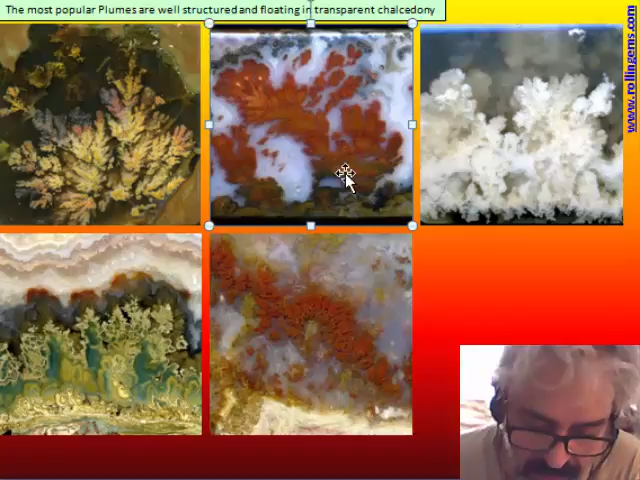 The most popular Plumes are well structured and floating in transparent chalcedony
www.rollingems.com